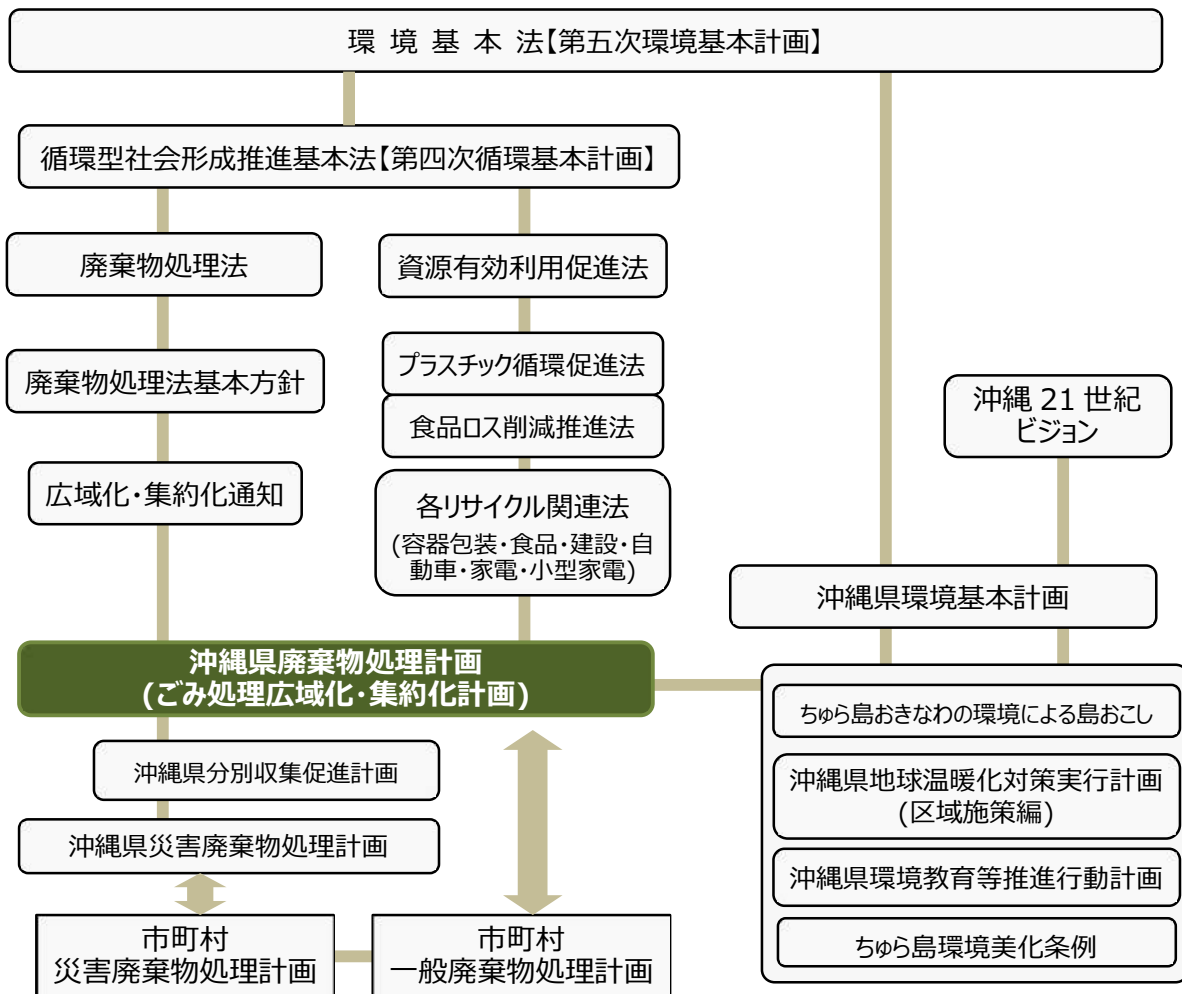 環 境 基 本 法【第五次環境基本計画】
循環型社会形成推進基本法【第四次循環基本計画】
廃棄物処理法
資源有効利用促進法
廃棄物処理法基本方針
プラスチック循環促進法
食品ロス削減推進法
沖縄 21 世紀
ビジョン
広域化・集約化通知
各リサイクル関連法
(容器包装・食品・建設・自
動車・家電・小型家電)
沖縄県環境基本計画
沖縄県廃棄物処理計画
(ごみ処理広域化・集約化計画)
ちゅら島おきなわの環境による島おこし
沖縄県分別収集促進計画
沖縄県地球温暖化対策実行計画
(区域施策編)
沖縄県災害廃棄物処理計画
沖縄県環境教育等推進行動計画
市町村
災害廃棄物処理計画
市町村
一般廃棄物処理計画
ちゅら島環境美化条例